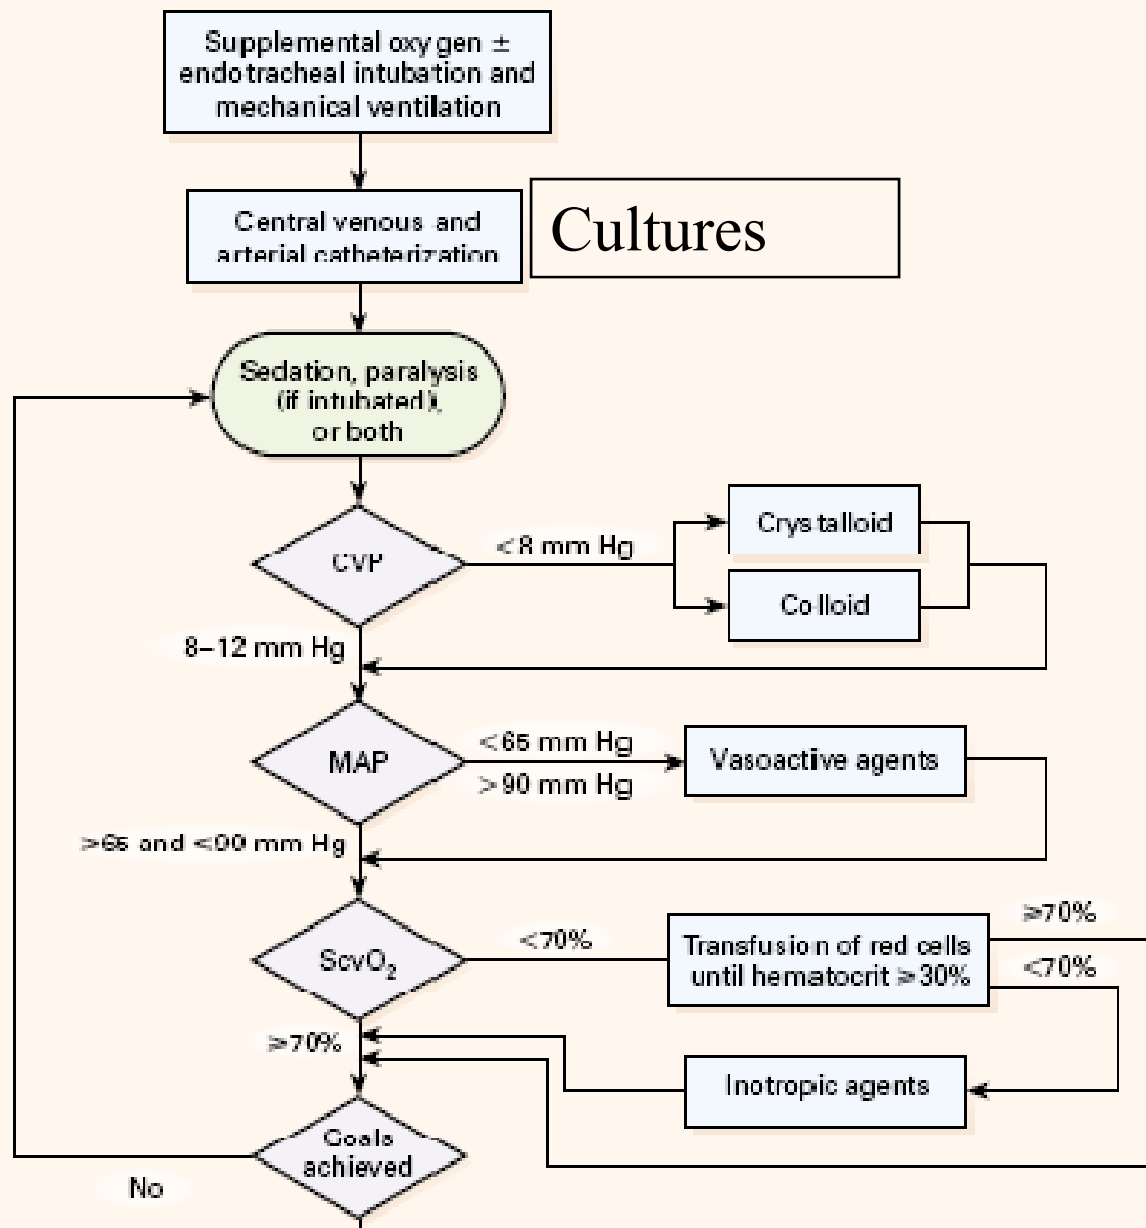 Supplemental oxygen ±
endotracheal intubation and
mechanical ventilation
Central venous and
arterial catheterization
Cultures
Sedation, paralysis
(if intubated),
or both
CVP
<8 mm Hg
Crystalloid
Colloid
8–12 mm Hg
MAP
<65 mm Hg
>90 mm Hg
Vasoactive agents
≥65 and ≤90 mm Hg
ScvO2
<70%
Transfusion of red cells
until hematocrit ≥30%
≥70%
<70%
≥70%
Inotropic agents
Goals
achieved
No